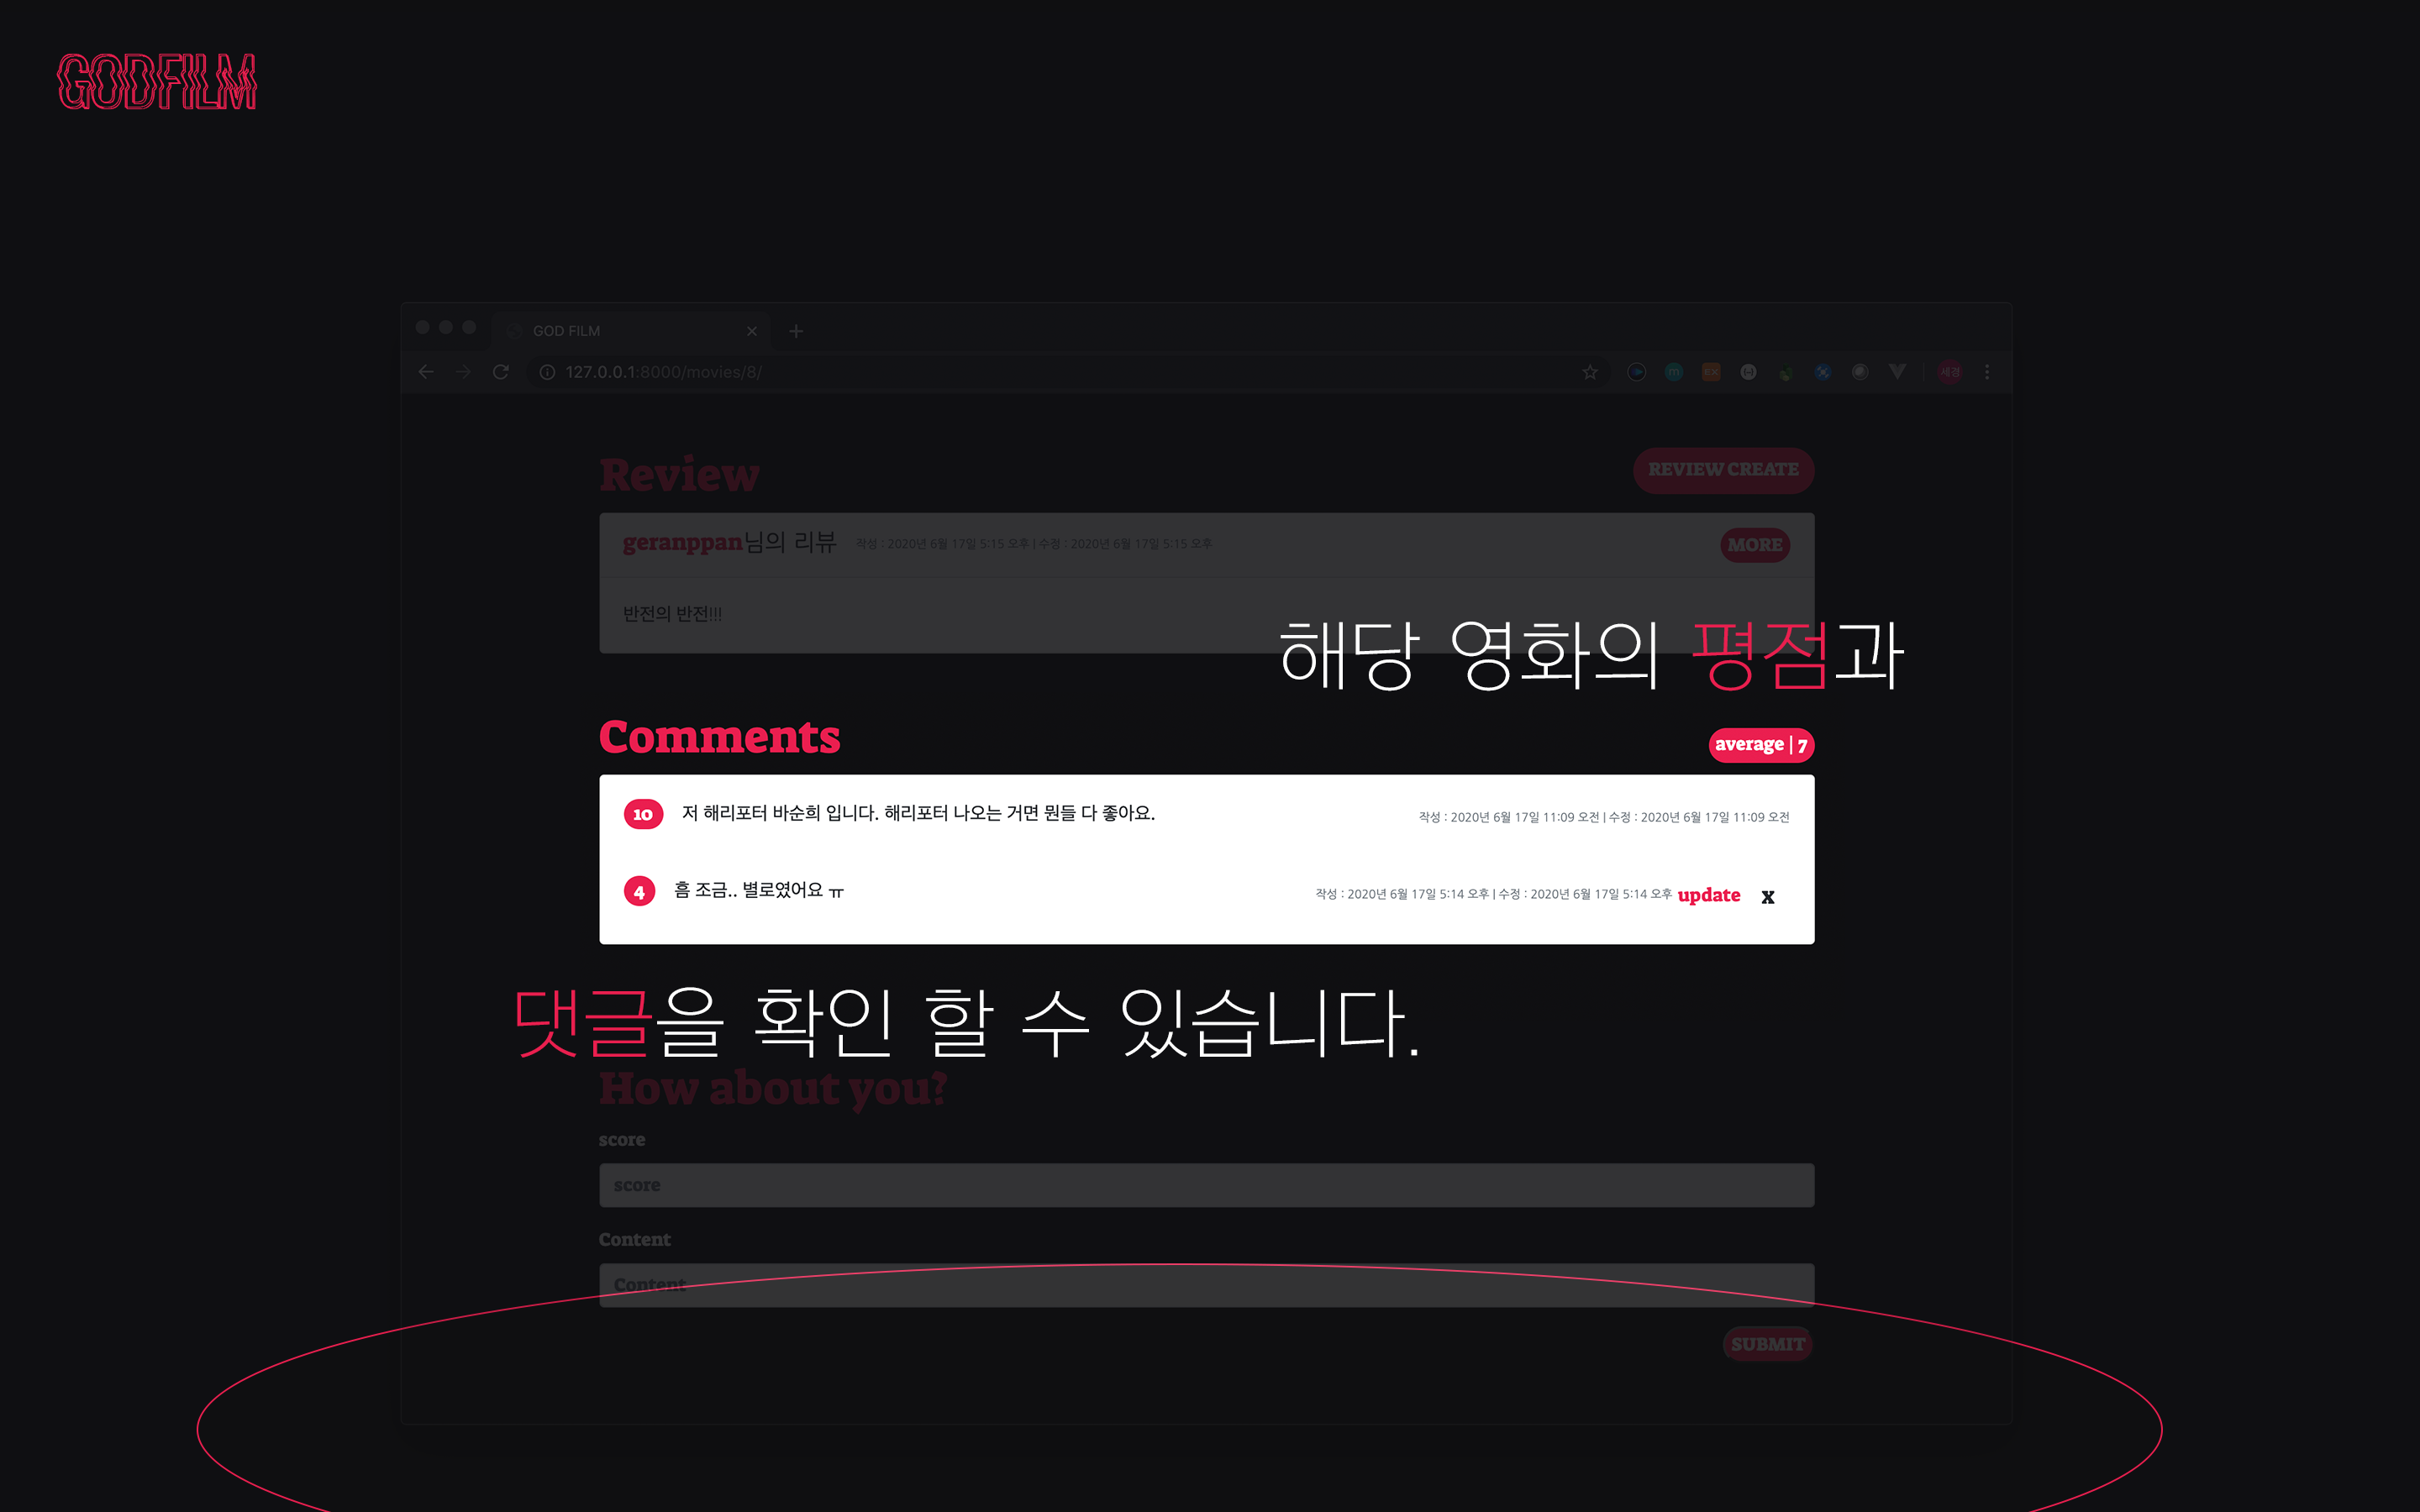 GODFILM
GOD FILM
127.0.0.1:8000/movies/8/
세경
Review
REVIEW CREATE
geranppan님의 리뷰 작성 : 2020년 6월 17일 5:15 오후 | 수정 : 2020년 6월 17일 5:15 오후
MORE
반전의 반전!!!
해당 영화의 평점과
Comments
average | 7
10 저 해리포터 바순희 입니다. 해리포터 나오는 거면 뭔들 다 좋아요. 작성 : 2020년 6월 17일 11:09 오전 | 수정 : 2020년 6월 17일 11:09 오전
4 흠 조금.. 별로였어요 ㅠ 작성 : 2020년 6월 17일 5:14 오후 | 수정 : 2020년 6월 17일 5:14 오후 update x
댓글을 확인 할 수 있습니다.
How about you?
score
score
Content
Content
SUBMIT